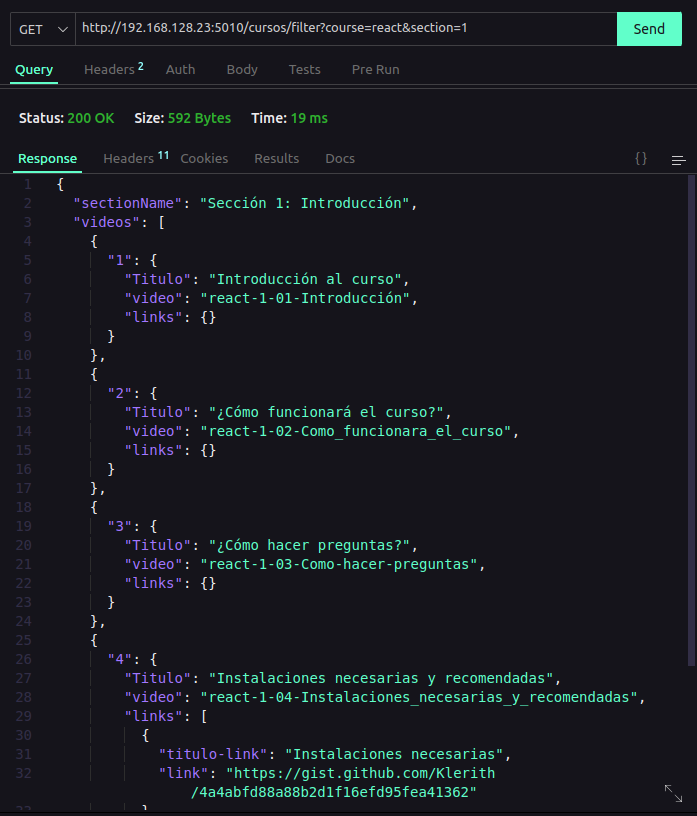 GET http://192.168.128.23:5010/cursos/filter?course=react&section=1 Send
Query Headers 2 Auth Body Tests Pre Run
Status: 200 OK Size: 592 Bytes Time: 19 ms
Response Headers 11 Cookies Results Docs {}
1 {
2 "sectionName": "Sección 1: Introducción",
3 "videos": [
4 {
5 "1": {
6 "Titulo": "Introducción al curso",
7 "video": "react-1-01-Introducción",
8 "links": {}
9 }
10 },
11 {
12 "2": {
13 "Titulo": "¿Cómo funcionará el curso?",
14 "video": "react-1-02-Como_funcionara_el_curso",
15 "links": {}
16 }
17 },
18 {
19 "3": {
20 "Titulo": "¿Cómo hacer preguntas?",
21 "video": "react-1-03-Como-hacer-preguntas",
22 "links": {}
23 }
24 },
25 {
26 "4": {
27 "Titulo": "Instalaciones necesarias y recomendadas",
28 "video": "react-1-04-Instalaciones_necesarias_y_recomendadas",
29 "links": [
30 {
31 "titulo-link": "Instalaciones necesarias",
32 "link": "https://gist.github.com/Klerith
/4a4abfd88a88b2d1f16efd95fea41362"
33 }